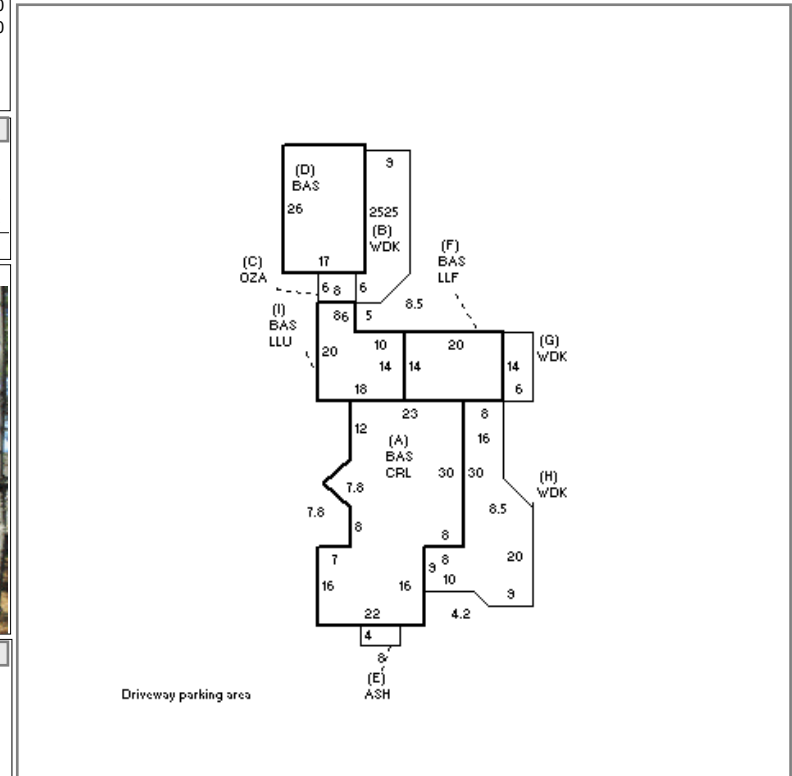 0
0
9
(D)
BAS
26
2525
(B)
WDK
17
(C)
OZA
6 8 6
(F)
BAS
LLF
8.5
(I)
BAS
LLU
86 5
20
10
14
18
20
14
14
6
(G)
WDK
23
8
12
16
(A)
BAS
CRL
30
30
7.8
7.8
8
8
(H)
WDK
8.5
20
7
8
9
10
9
16
16
22
4.2
4
8
(E)
ASH
Driveway parking area